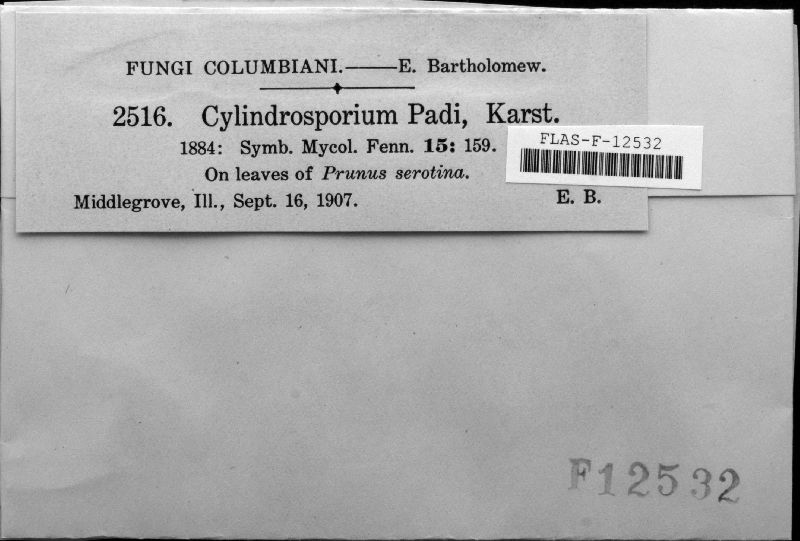 FUNGI COLUMBIANI.——E. Bartholomew.
2516. Cylindrosporium Padi, Karst.
1884: Symb. Mycol. Fenn. 15: 159.
On leaves of Prunus serotina.
Middlegrove, Ill., Sept. 16, 1907. E. B.
FLAS-F-12532
F12532